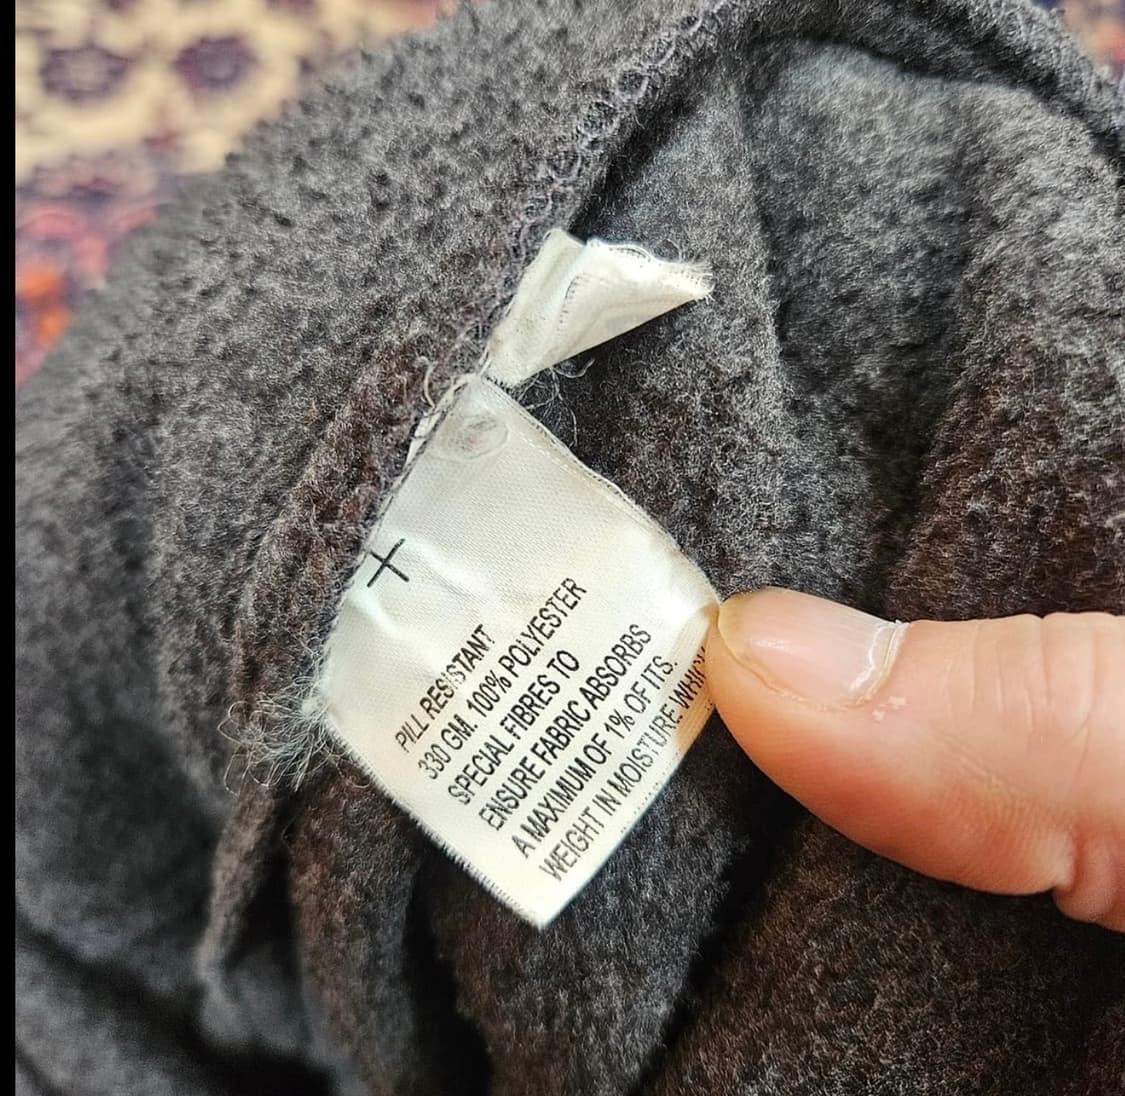 PILL RESISTANT
330 GM. 100% POLYESTER
SPECIAL FIBRES TO
ENSURE FABRIC ABSORBS
A MAXIMUM OF 1% OF ITS.
WEIGHT IN MOISTURE